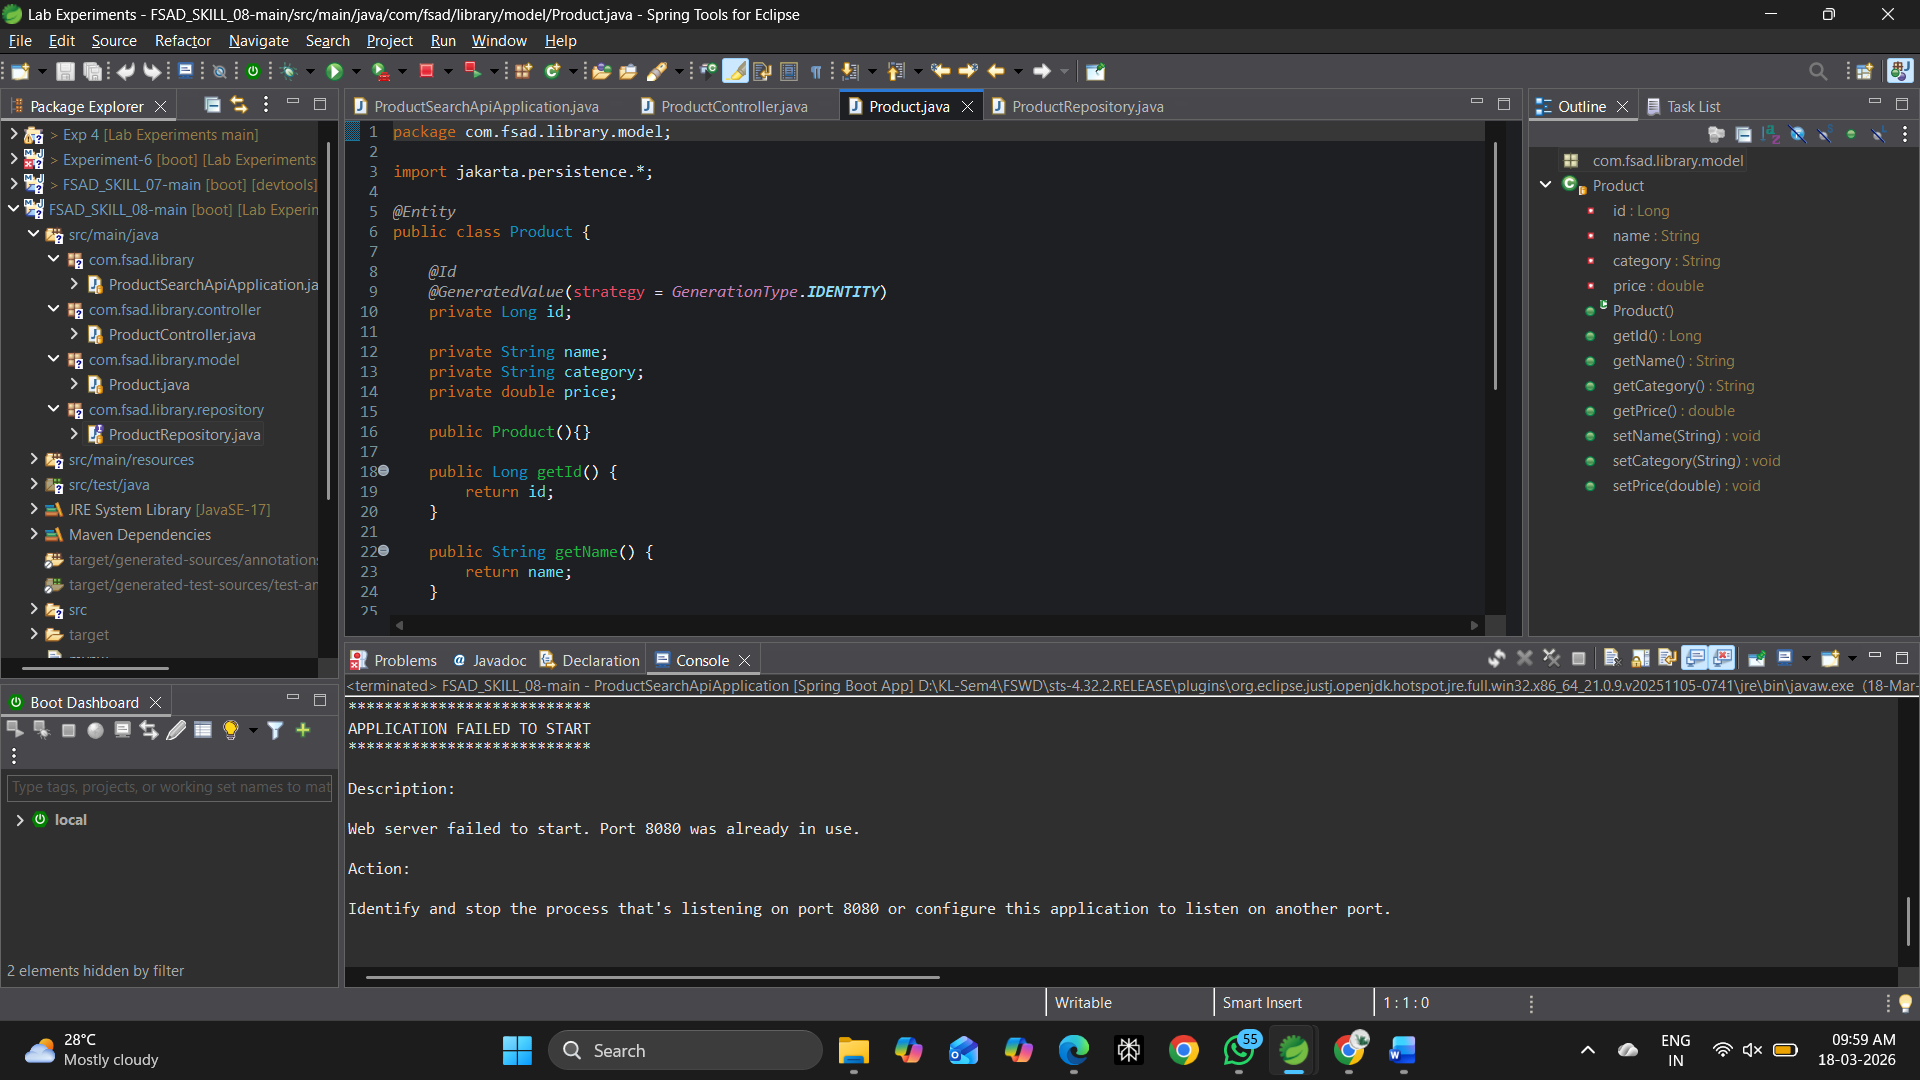 Lab Experiments - FSAD_SKILL_08-main/src/main/java/com/fsad/library/model/Product.java - Spring Tools for Eclipse
File Edit Source Refactor Navigate Search Project Run Window Help
Package Explorer
> Exp 4 [Lab Experiments main]
> Experiment-6 [boot] [Lab Experiments
> FSAD_SKILL_07-main [boot] [devtools]
FSAD_SKILL_08-main [boot] [Lab Experin
src/main/java
com.fsad.library
ProductSearchApiApplication.ja
com.fsad.library.controller
ProductController.java
com.fsad.library.model
Product.java
com.fsad.library.repository
ProductRepository.java
src/main/resources
src/test/java
JRE System Library [JavaSE-17]
Maven Dependencies
target/generated-sources/annotation
target/generated-test-sources/test-an
src
target
Boot Dashboard
Type tags, projects, or working set names to mat
local
2 elements hidden by filter
ProductSearchApiApplication.java ProductController.java Product.java ProductRepository.java
1 package com.fsad.library.model;
2
3 import jakarta.persistence.*;
4
5 @Entity
6 public class Product {
7
8 @Id
9 @GeneratedValue(strategy = GenerationType.IDENTITY)
10 private Long id;
11
12 private String name;
13 private String category;
14 private double price;
15
16 public Product(){}
17
18 public Long getId() {
19 return id;
20 }
21
22 public String getName() {
23 return name;
24 }
25
Outline Task List
com.fsad.library.model
Product
id : Long
name : String
category : String
price : double
Product()
getId() : Long
getName() : String
getCategory() : String
getPrice() : double
setName(String) : void
setCategory(String) : void
setPrice(double) : void
Problems Javadoc Declaration Console
<terminated> FSAD_SKILL_08-main - ProductSearchApiApplication [Spring Boot App] D:\KL-Sem4\FSWD\sts-4.32.2.RELEASE\plugins\org.eclipse.justj.openjdk.hotspot.jre.full.win32.x86_64_21.0.9.v20251105-0741\jre\bin\javaw.exe (18-Mar-
***************************
APPLICATION FAILED TO START
***************************
Description:
Web server failed to start. Port 8080 was already in use.
Action:
Identify and stop the process that's listening on port 8080 or configure this application to listen on another port.
Writable Smart Insert 1 : 1 : 0
28°C
Mostly cloudy
Search
55
ENG
IN
09:59 AM
18-03-2026